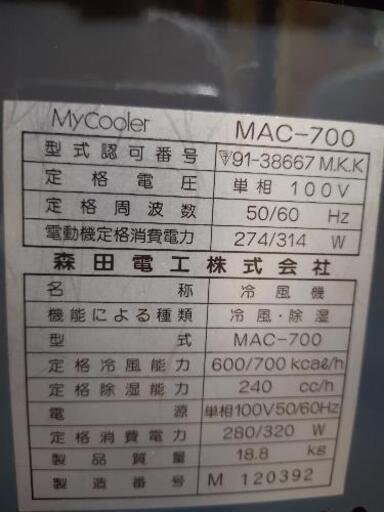 MyCooler MAC-700
型式認可番号 〒91-38667 M.K.K
定格電圧 単相 100V
定格周波数 50/60 Hz
電動機定格消費電力 274/314 W
森田電工株式会社
名称 冷風機
機能による種類 冷風・除湿
型式 MAC-700
定格冷風能力 600/700 kcaℓ/h
定格除湿能力 240 cc/h
電源 単相100V50/60Hz
定格消費電力 280/320 W
製品質量 18.8 kg
製造番号 M 120392